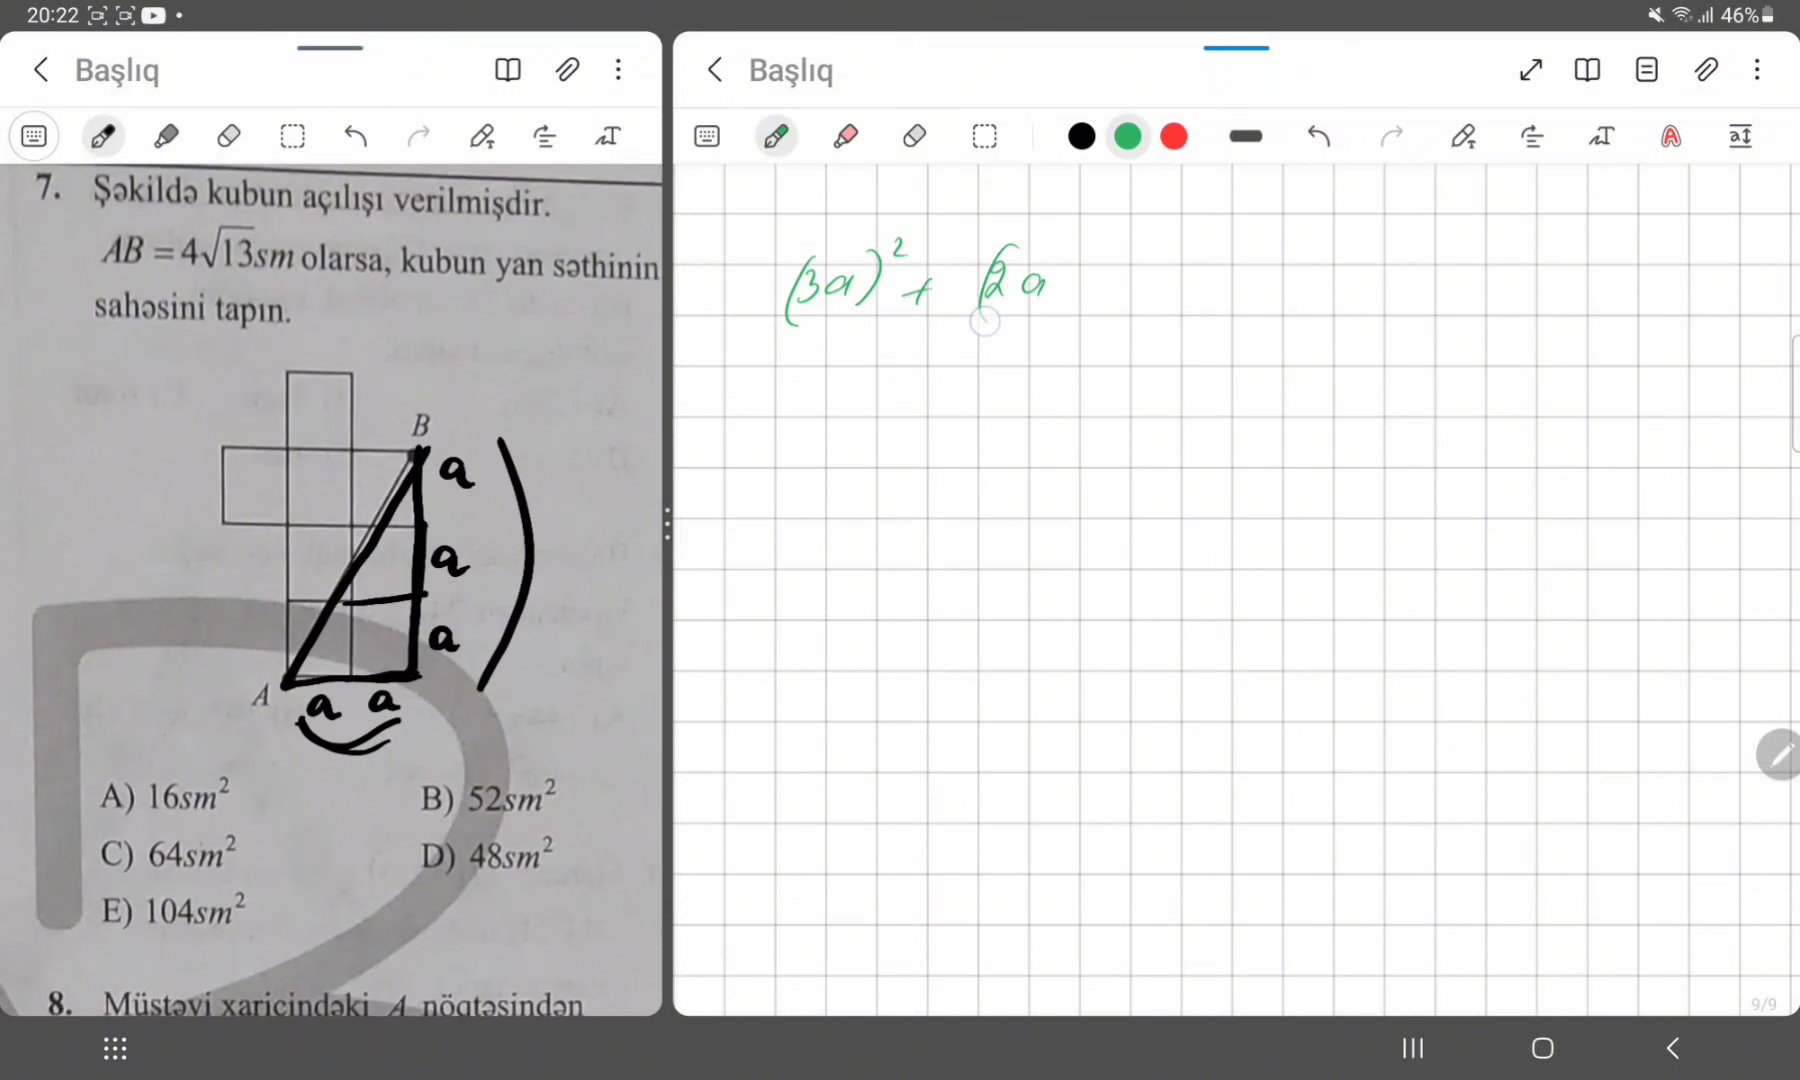 20:22
46%
Başlıq
7. Şəkildə kubun açılışı verilmişdir.
AB = 4√13sm olarsa, kubun yan səthinin
sahəsini tapın.
B
a
a
a
A
a a
A) 16sm²
B) 52sm²
C) 64sm²
D) 48sm²
E) 104sm²
8. Müstəvi xaricindəki A nöqtəsindən
Başlıq
(3a)² + (2a
9/9